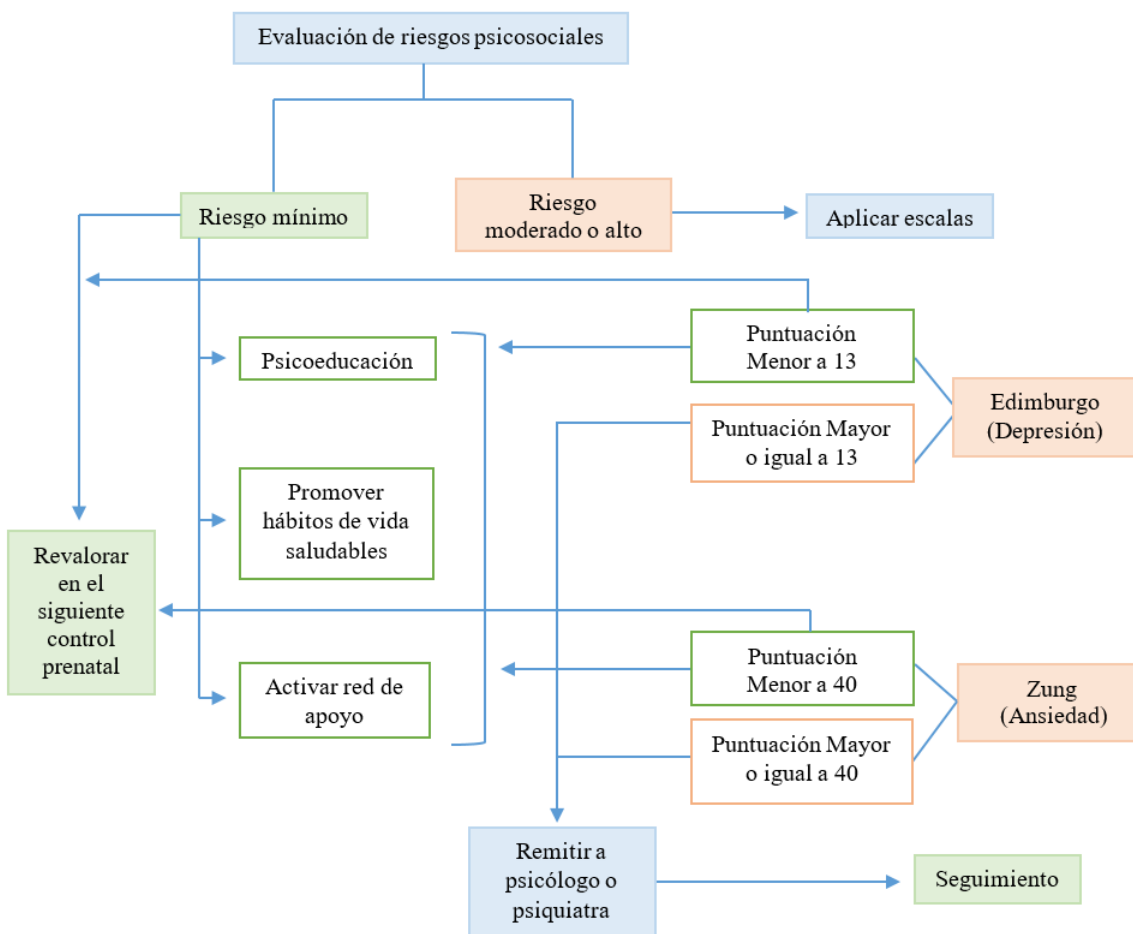 Evaluación de riesgos psicosociales
Riesgo mínimo
Riesgo
moderado o alto
Aplicar escalas
Psicoeducación
Puntuación
Menor a 13
Edimburgo
(Depresión)
Puntuación Mayor
o igual a 13
Promover
hábitos de vida
saludables
Revalorar
en el
siguiente
control
prenatal
Activar red de
apoyo
Puntuación
Menor a 40
Zung
(Ansiedad)
Puntuación Mayor
o igual a 40
Remitir a
psicólogo o
psiquiatra
Seguimiento